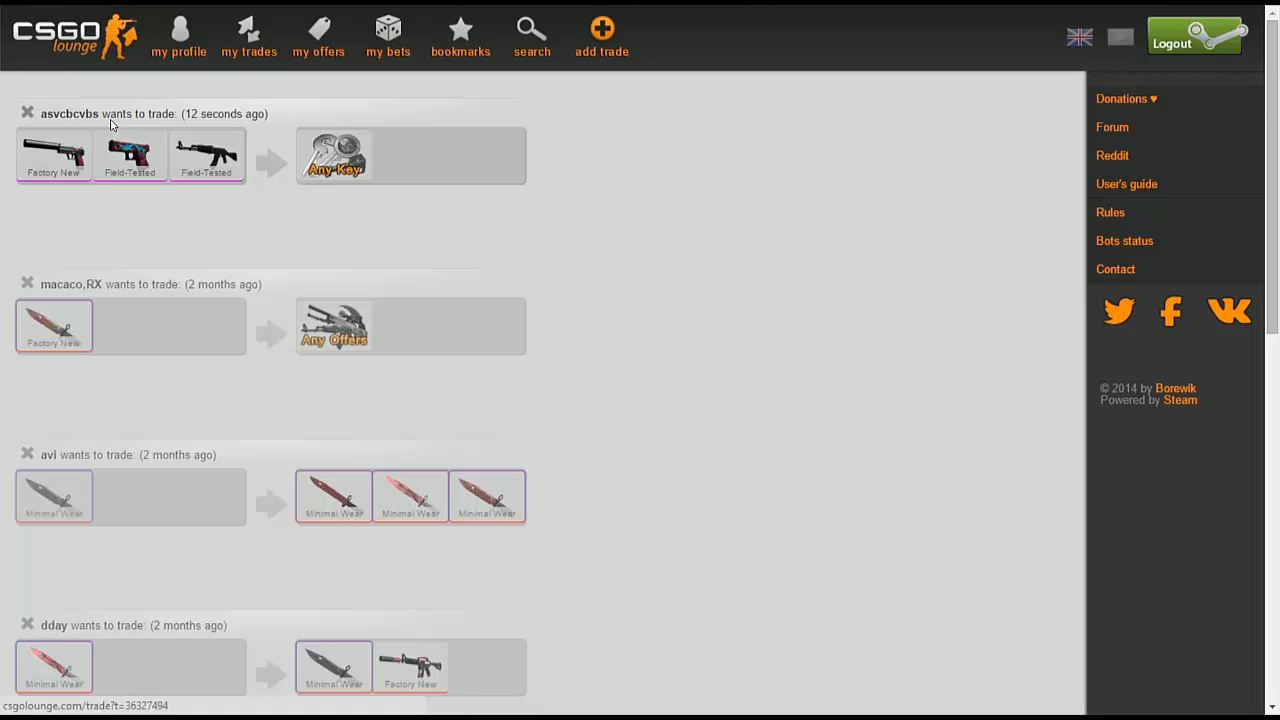 CSGO
lounge
my profile
my trades
my offers
my bets
bookmarks
search
add trade
Logout
asvcbcvbs wants to trade: (12 seconds ago)
Factory New
Field-Tested
Field-Tested
Any Key
macaco,RX wants to trade: (2 months ago)
Factory New
Any Offers
avi wants to trade: (2 months ago)
Minimal Wear
Minimal Wear
Minimal Wear
Minimal Wear
dday wants to trade: (2 months ago)
Minimal Wear
Minimal Wear
Factory New
Donations ♥
Forum
Reddit
User's guide
Rules
Bots status
Contact
© 2014 by Borewik
Powered by Steam
csgolounge.com/trade?t=36327494